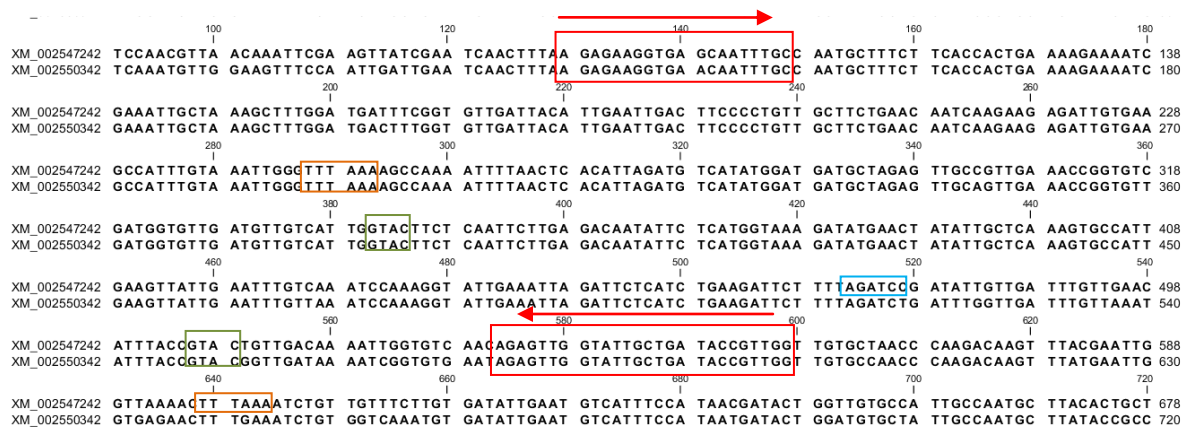 100 120 140 160 180
XM_002547242 TCCAACGTTA ACAAATTCGA AGTTATCGAA TCAACTTTAA GAGAAGGTGA GCAATTTGCC AATGCTTTCT TCACCACTGA AAAGAAAATC 138
XM_002550342 TCAAATGTTG GAAGTTTCCA ATTGATTGAA TCAACTTTAA GAGAAGGTGA ACAATTTGCC AATGCTTTCT TCACCACTGA AAAGAAAATC 180
200 220 240 260
XM_002547242 GAAATTGCTA AAGCTTTGGA TGATTTCGGT GTTGATTACA TTGAATTGAC TTCCCCTGTT GCTTCTGAAC AATCAAGAAG AGATTGTGAA 228
XM_002550342 GAAATTGCTA AAGCTTTGGA TGACTTTGGT GTTGATTACA TTGAATTGAC TTCCCCTGTT GCTTCTGAAC AATCAAGAAG AGATTGTGAA 270
280 300 320 340 360
XM_002547242 GCCATTTGTA AATTGGGTTT TAAAGCCAAA ATTTTAACTC ACATTAGATG TCATATGGAT GATGCTAGAG TTGCCGTTGA AACCGGTGTC 318
XM_002550342 GCCATTTGTA AATTGGGTTT TAAAGCCAAA ATTTTAACTC ACATTAGATG TCATATGGAT GATGCTAGAG TTGCAGTTGA AACCGGTGTT 360
380 400 420 440
XM_002547242 GATGGTGTTG ATGTTGTCAT TGGTACTTCT CAATTCTTGA GACAATATTC TCATGGTAAA GATATGAACT ATATTGCTCA AAGTGCCATT 408
XM_002550342 GATGGTGTTG ATGTTGTCAT TGGTACTTCT CAATTCTTGA GACAATATTC TCATGGTAAA GATATGAACT ATATTGCTCA AAGTGCCATT 450
460 480 500 520 540
XM_002547242 GAAGTTATTG AATTTGTCAA ATCCAAAGGT ATTGAAATTA GATTCTCATC TGAAGATTCT TTTAGATCCG ATATTGTTGA TTTGTTGAAC 498
XM_002550342 GAAGTTATTG AATTTGTTAA ATCCAAAGGT ATTGAAATTA GATTCTCATC TGAAGATTCT TTTAGATCTG ATTTGGTTGA TTTGTTAAAT 540
560 580 600 620
XM_002547242 ATTTACCGTA CTGTTGACAA AATTGGTGTC AACAGAGTTG GTATTGCTGA TACCGTTGGT TGTGCTAACC CAAGACAAGT TTACGAATTG 588
XM_002550342 ATTTACCGTA CGGTTGATAA AATCGGTGTG AATAGAGTTG GTATTGCTGA TACCGTTGGT TGTGCCAACC CAAGACAAGT TTATGAATTG 630
640 660 680 700 720
XM_002547242 GTTAAAACTT TTAAAATCTGT TGTTTCTTGT GATATTGAAT GTCATTTCCA TAACGATACT GGTTGTGCCA TTGCCAATGC TTACACTGCT 678
XM_002550342 GTGAGAACTT TTGAAATCTGT GGTCAAATGT GATATTGAAT GTCATTTCCA TAATGATACT GGATGTGCTA TTGCCAATGC TTATACCGCC 720